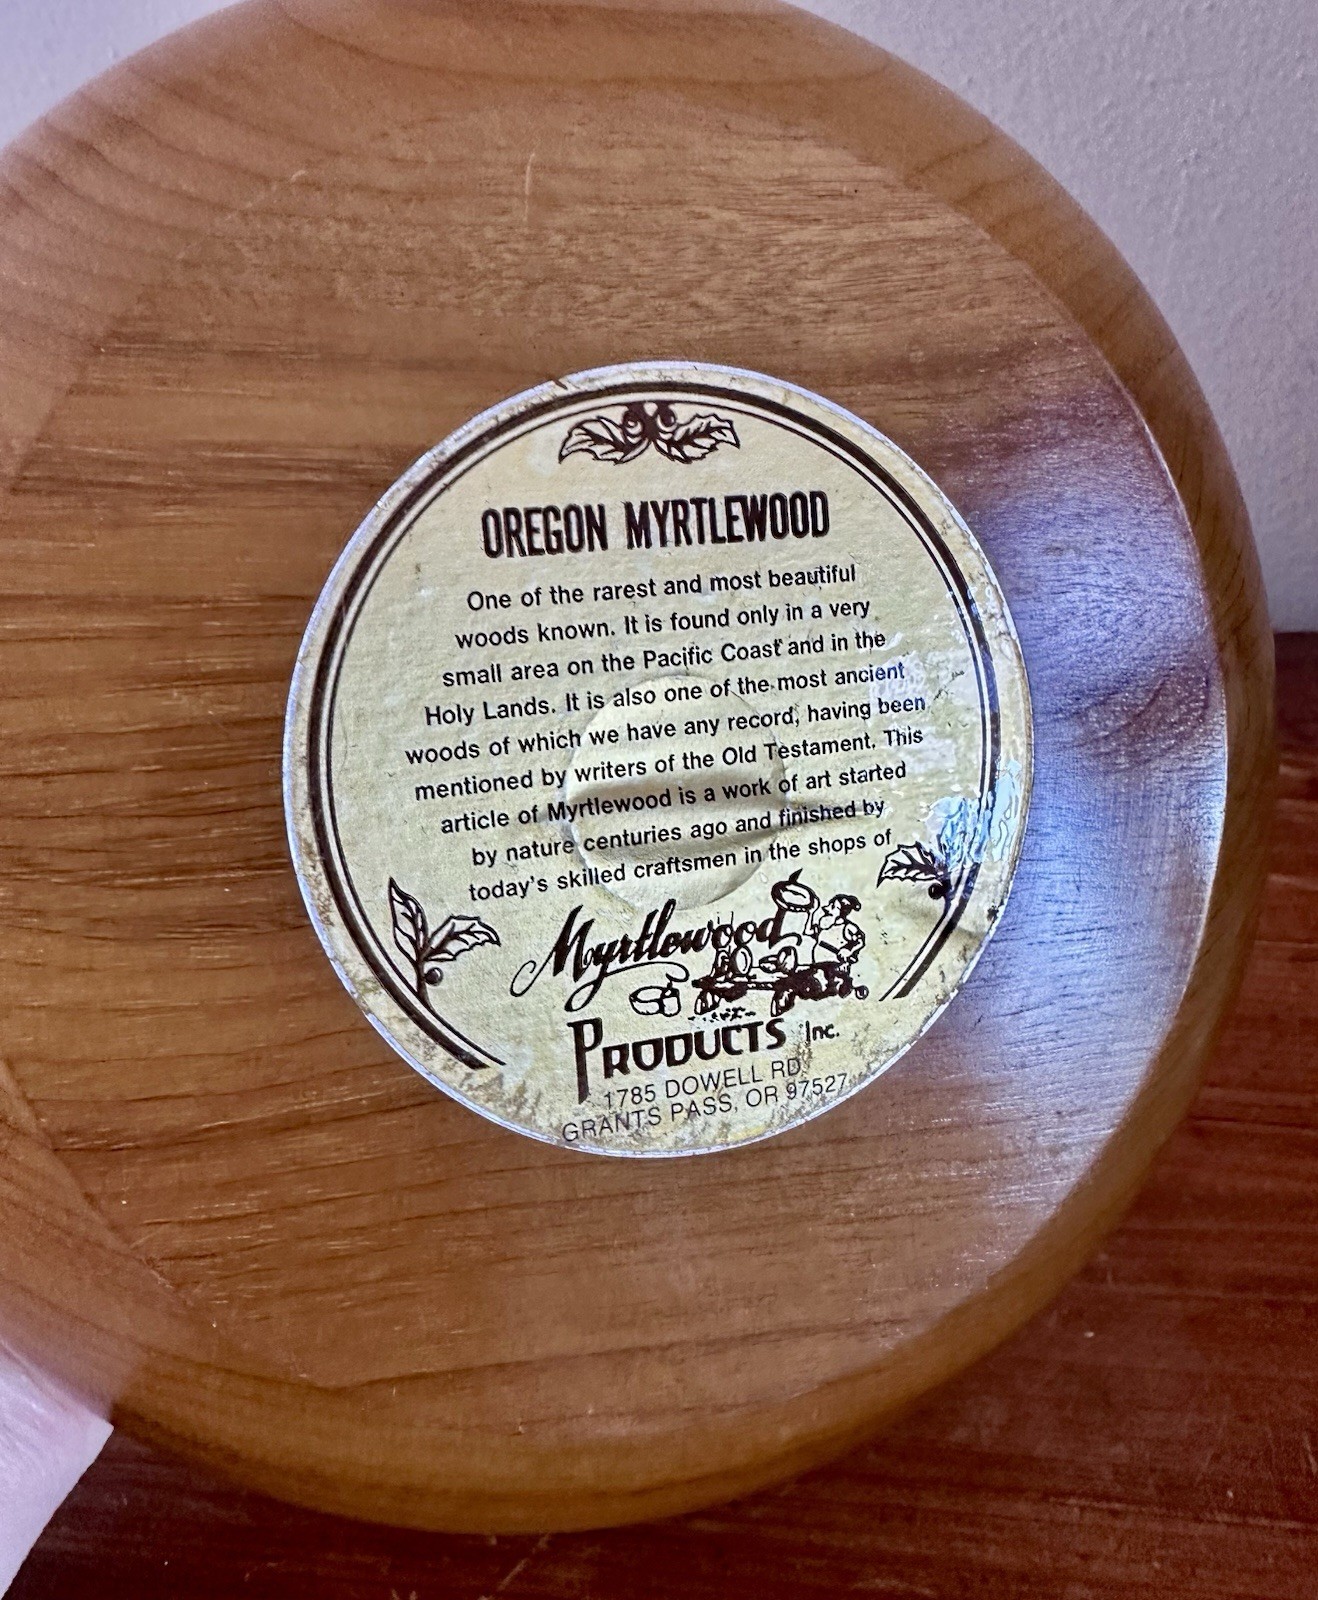 OREGON MYRTLEWOOD
One of the rarest and most beautiful
woods known. It is found only in a very
small area on the Pacific Coast and in the
Holy Lands. It is also one of the most ancient
woods of which we have any record, having been
mentioned by writers of the Old Testament. This
article of Myrtlewood is a work of art started
by nature centuries ago and finished by
today's skilled craftsmen in the shops of
Myrtlewood
PRODUCTS Inc.
1785 DOWELL RD
GRANTS PASS, OR 97527